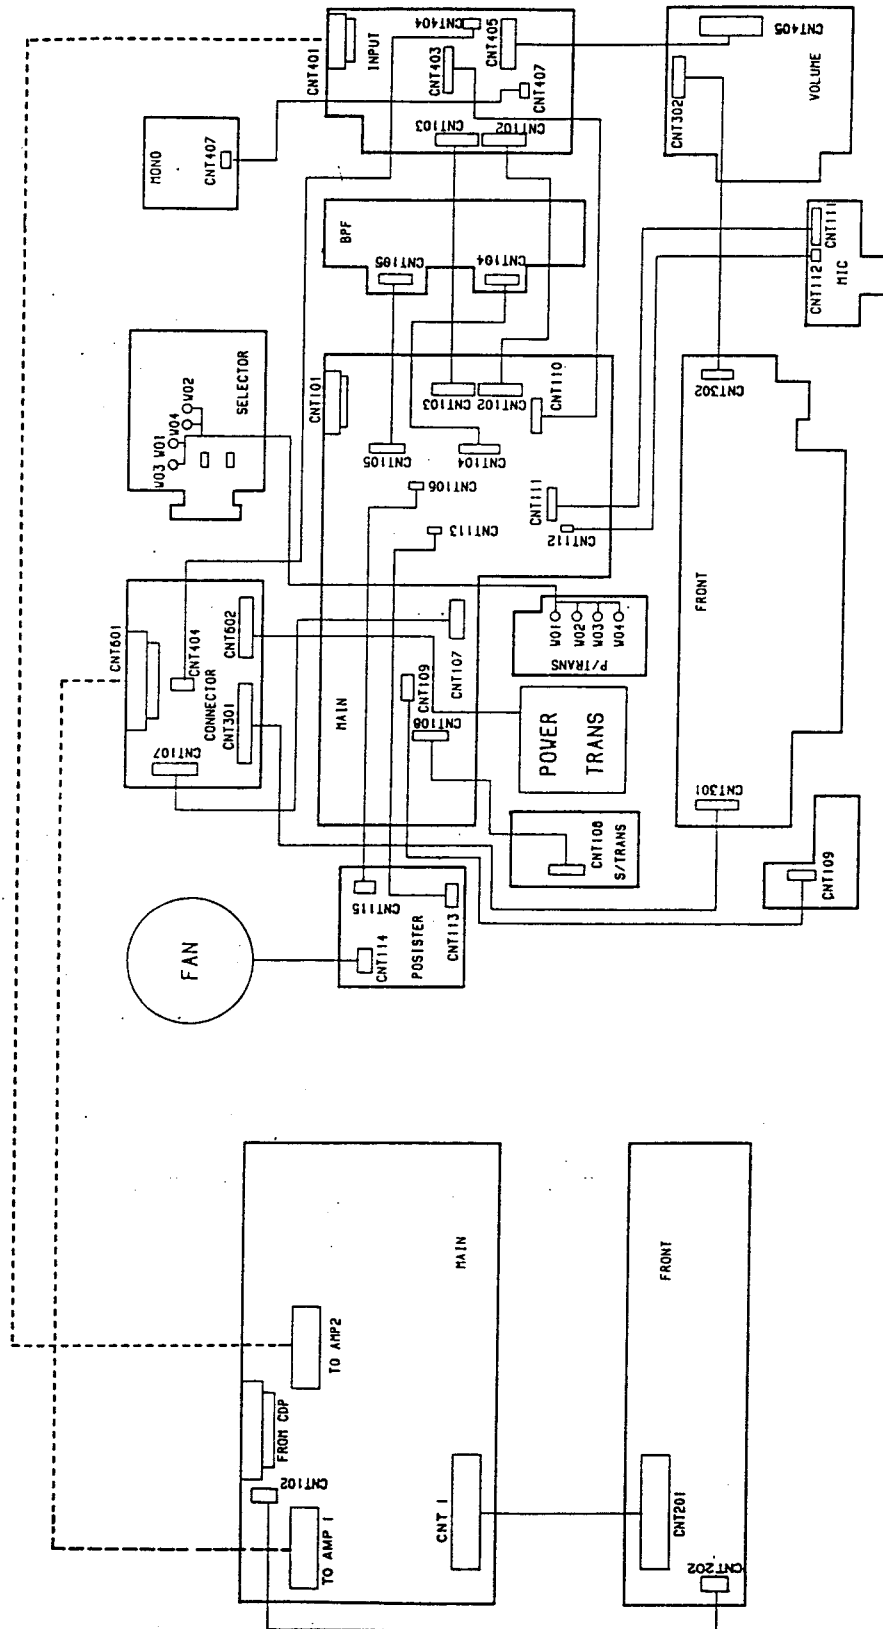 CNT404
CNT405
CNT401
INPUT
CNT403
CNT407
CNT103
CNT102
CNT405
VOLUME
CNT302
MONO
CNT407
BPF
CNT105
CNT104
CNT111
CNT112
MIC
SELECTOR
W02
W04
W01
W03
CNT101
CNT103
CNT102
CNT110
CNT105
CNT104
CNT106
CNT113
CNT111
CNT112
CNT302
FRONT
CNT301
CNT601
CNT404
CNT602
CONNECTOR
CNT301
CNT107
MAIN
CNT107
CNT109
CNT108
W01
W02
W03
W04
P/TRANS
POWER
TRANS
CNT108
S/TRANS
CNT109
CNT115
CNT113
CNT114
POSISTER
FAN
MAIN
TO AMP2
FROM CDP
CNT102
TO AMP 1
CNT 1
FRONT
CNT201
CNT202